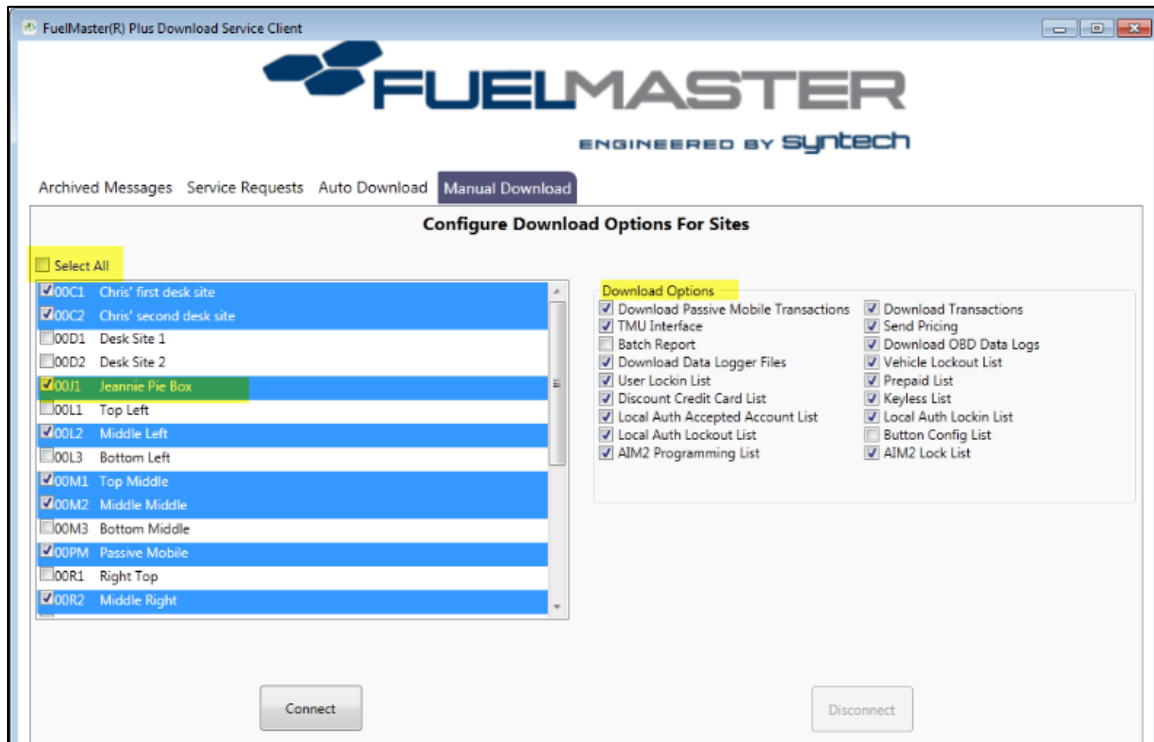 FuelMaster(R) Plus Download Service Client
FUELMASTER
ENGINEERED BY syntech
Archived Messages Service Requests Auto Download Manual Download
Configure Download Options For Sites
Select All
00C1 Chris' first desk site
00C2 Chris' second desk site
00D1 Desk Site 1
00D2 Desk Site 2
00J1 Jeannie Pie Box
00L1 Top Left
00L2 Middle Left
00L3 Bottom Left
00M1 Top Middle
00M2 Middle Middle
00M3 Bottom Middle
00PM Passive Mobile
00R1 Right Top
00R2 Middle Right
Download Options
Download Passive Mobile Transactions Download Transactions
TMU Interface Send Pricing
Batch Report Download OBD Data Logs
Download Data Logger Files Vehicle Lockout List
User Lockin List Prepaid List
Discount Credit Card List Keyless List
Local Auth Accepted Account List Local Auth Lockin List
Local Auth Lockout List Button Config List
AIM2 Programming List AIM2 Lock List
Connect Disconnect